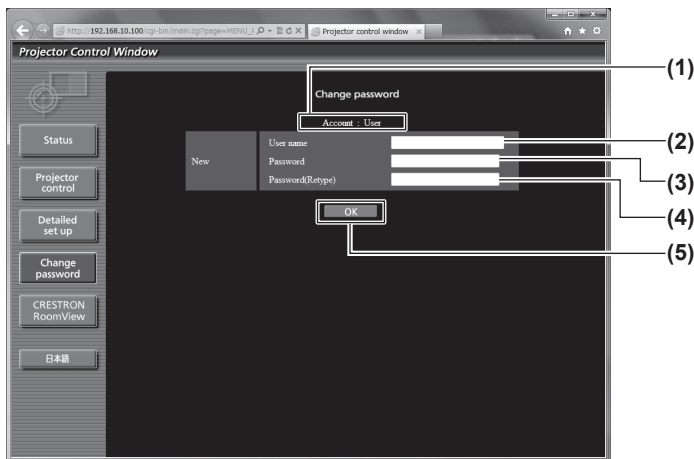 http://192.168.10.100/cgi-bin/main.cgi?page=MENU_
Projector control window
Projector Control Window
Change password
Account : User
New
User name
Password
Password(Retype)
OK
Status
Projector
control
Detailed
set up
Change
password
CRESTRON
RoomView
日本語
(1)
(2)
(3)
(4)
(5)